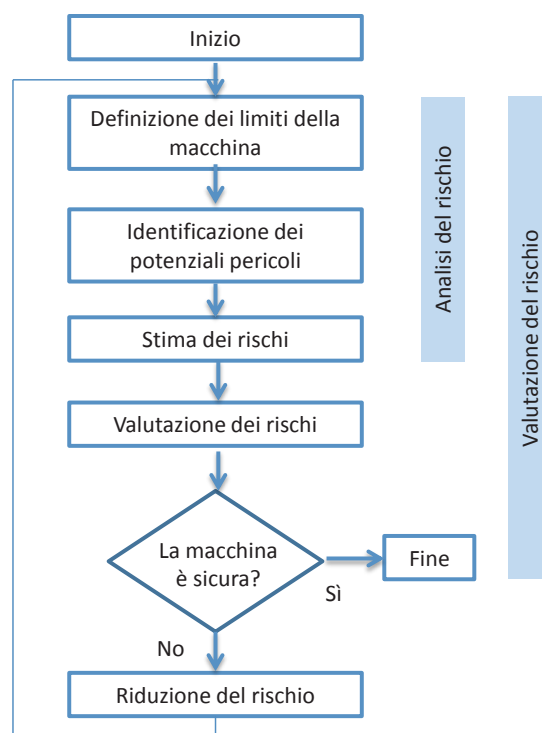 Inizio
Definizione dei limiti della
macchina
Identificazione dei
potenziali pericoli
Stima dei rischi
Valutazione dei rischi
La macchina
è sicura?
Sì
Fine
No
Riduzione del rischio
Analisi del rischio
Valutazione del rischio